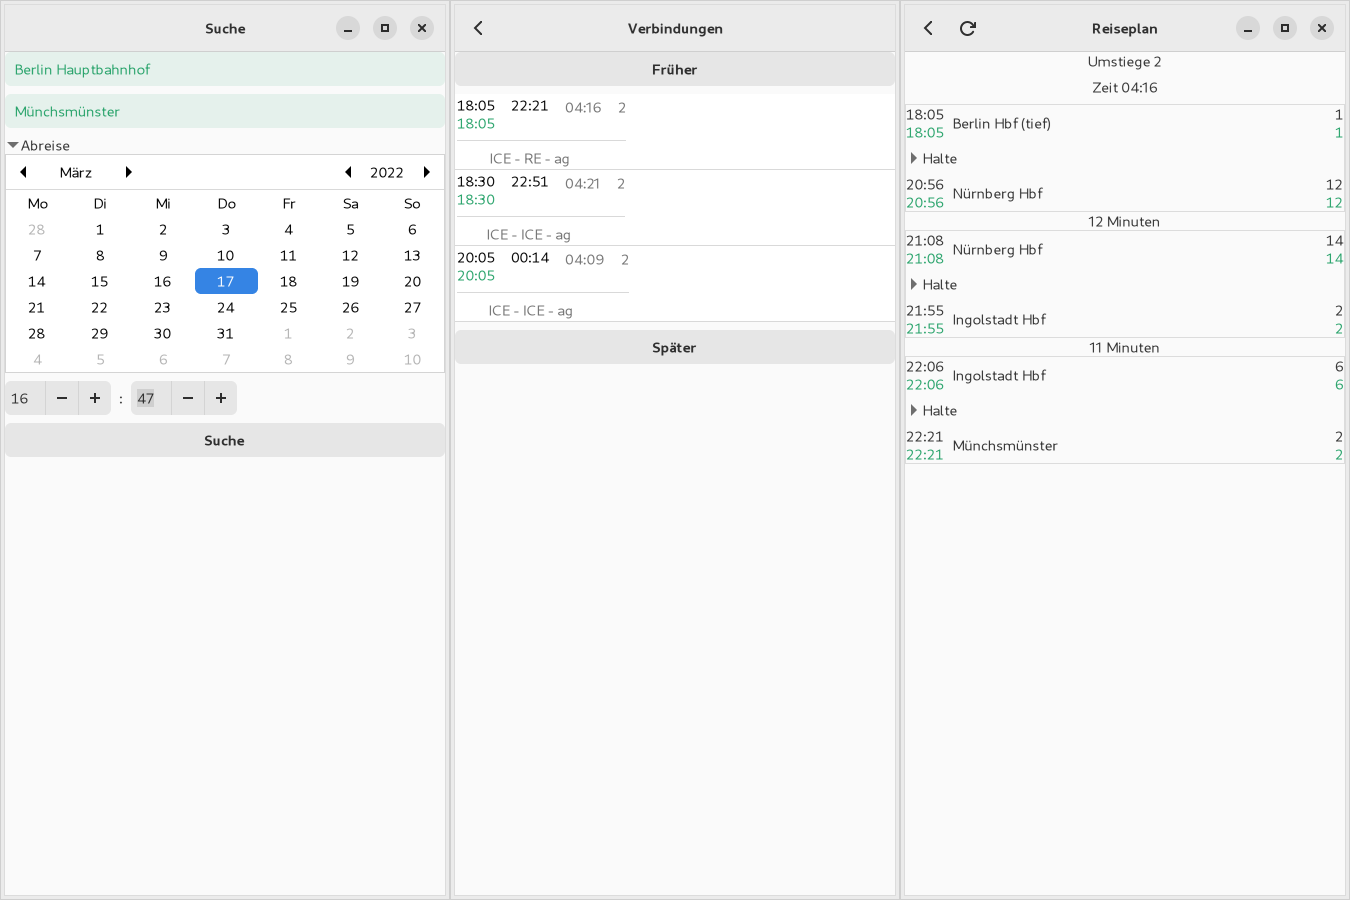 Suche
Berlin Hauptbahnhof
Münchsmünster
Abreise
März 2022
Mo Di Mi Do Fr Sa So
28 1 2 3 4 5 6
7 8 9 10 11 12 13
14 15 16 17 18 19 20
21 22 23 24 25 26 27
28 29 30 31 1 2 3
4 5 6 7 8 9 10
16 − + : 47 − +
Suche
Verbindungen
Früher
18:05 22:21 04:16 2
18:05
ICE - RE - ag
18:30 22:51 04:21 2
18:30
ICE - ICE - ag
20:05 00:14 04:09 2
20:05
ICE - ICE - ag
Später
Reiseplan
Umstiege 2
Zeit 04:16
18:05 Berlin Hbf (tief) 1
18:05 1
Halte
20:56 Nürnberg Hbf 12
20:56 12
12 Minuten
21:08 Nürnberg Hbf 14
21:08 14
Halte
21:55 Ingolstadt Hbf 2
21:55 2
11 Minuten
22:06 Ingolstadt Hbf 6
22:06 6
Halte
22:21 Münchsmünster 2
22:21 2